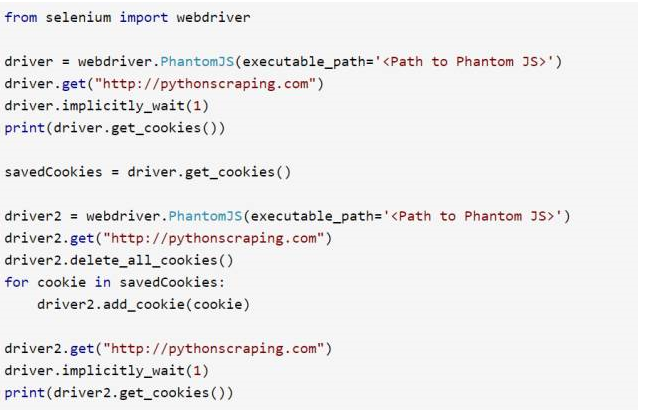 from selenium import webdriver
driver = webdriver.PhantomJS(executable_path='<Path to Phantom JS>')
driver.get("http://pythonscraping.com")
driver.implicitly_wait(1)
print(driver.get_cookies())
savedCookies = driver.get_cookies()
driver2 = webdriver.PhantomJS(executable_path='<Path to Phantom JS>')
driver2.get("http://pythonscraping.com")
driver2.delete_all_cookies()
for cookie in savedCookies:
    driver2.add_cookie(cookie)
driver2.get("http://pythonscraping.com")
driver.implicitly_wait(1)
print(driver2.get_cookies())